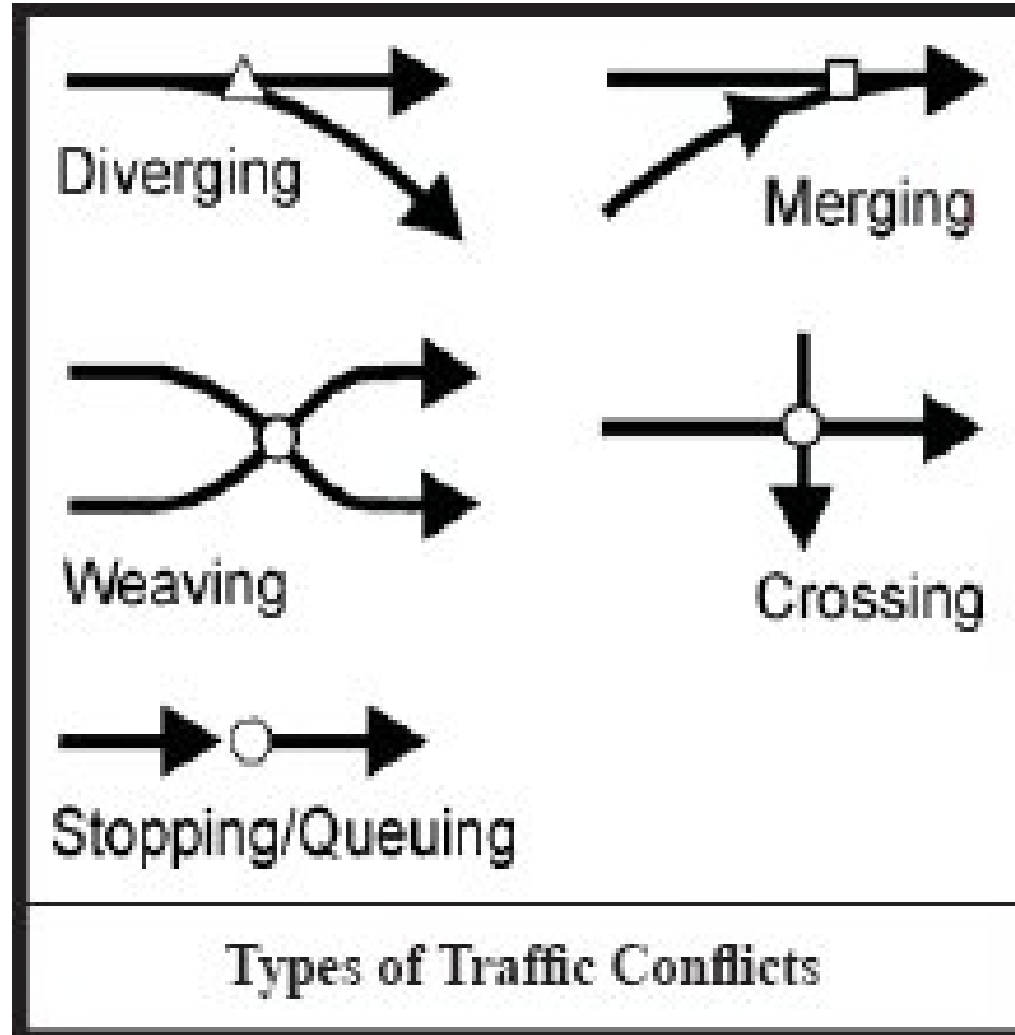 Diverging
Merging
Weaving
Crossing
Stopping/Queuing
Types of Traffic Conflicts